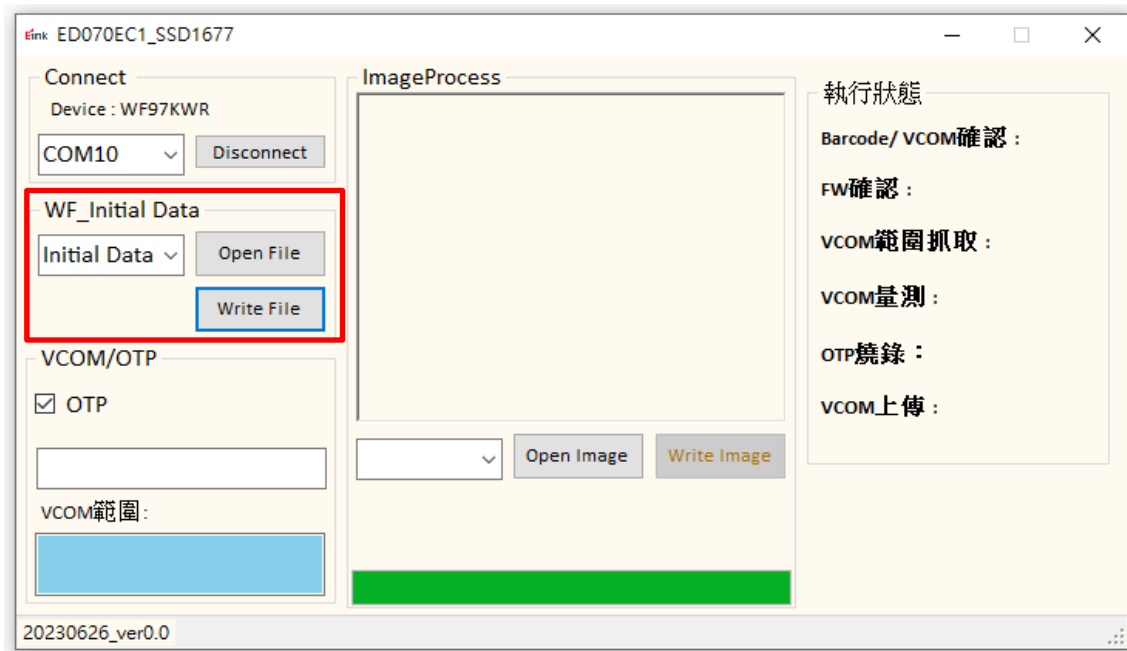 Eink ED070EC1_SSD1677
Connect
Device : WF97KWR
COM10
Disconnect
WF_Initial Data
Initial Data
Open File
Write File
VCOM/OTP
OTP
VCOM範圍:
ImageProcess
Open Image
Write Image
執行狀態
Barcode/ VCOM確認 :
FW確認 :
VCOM範圍抓取 :
VCOM量測 :
OTP燒錄：
VCOM上傳 :
20230626_ver0.0